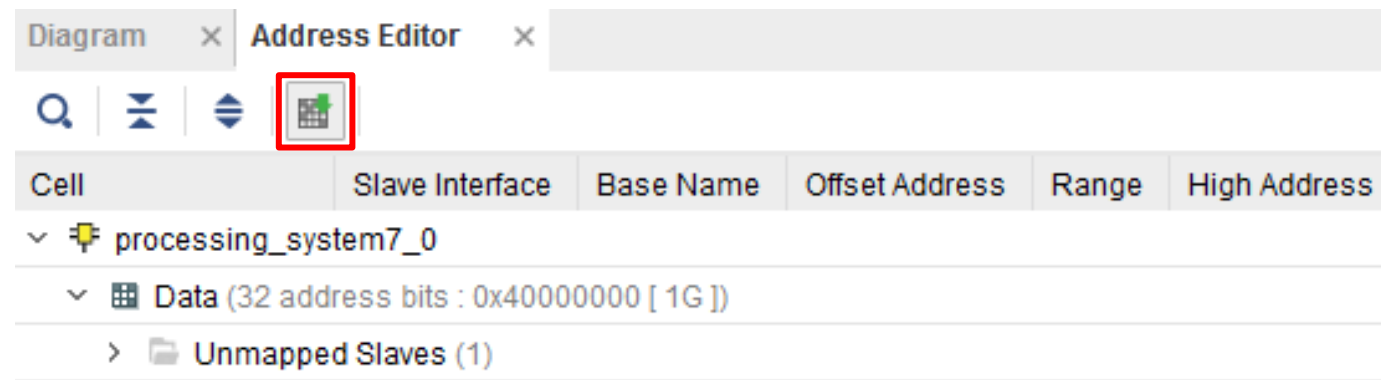 Diagram Address Editor
Cell Slave Interface Base Name Offset Address Range High Address
processing_system7_0
Data (32 address bits : 0x40000000 [ 1G ])
Unmapped Slaves (1)